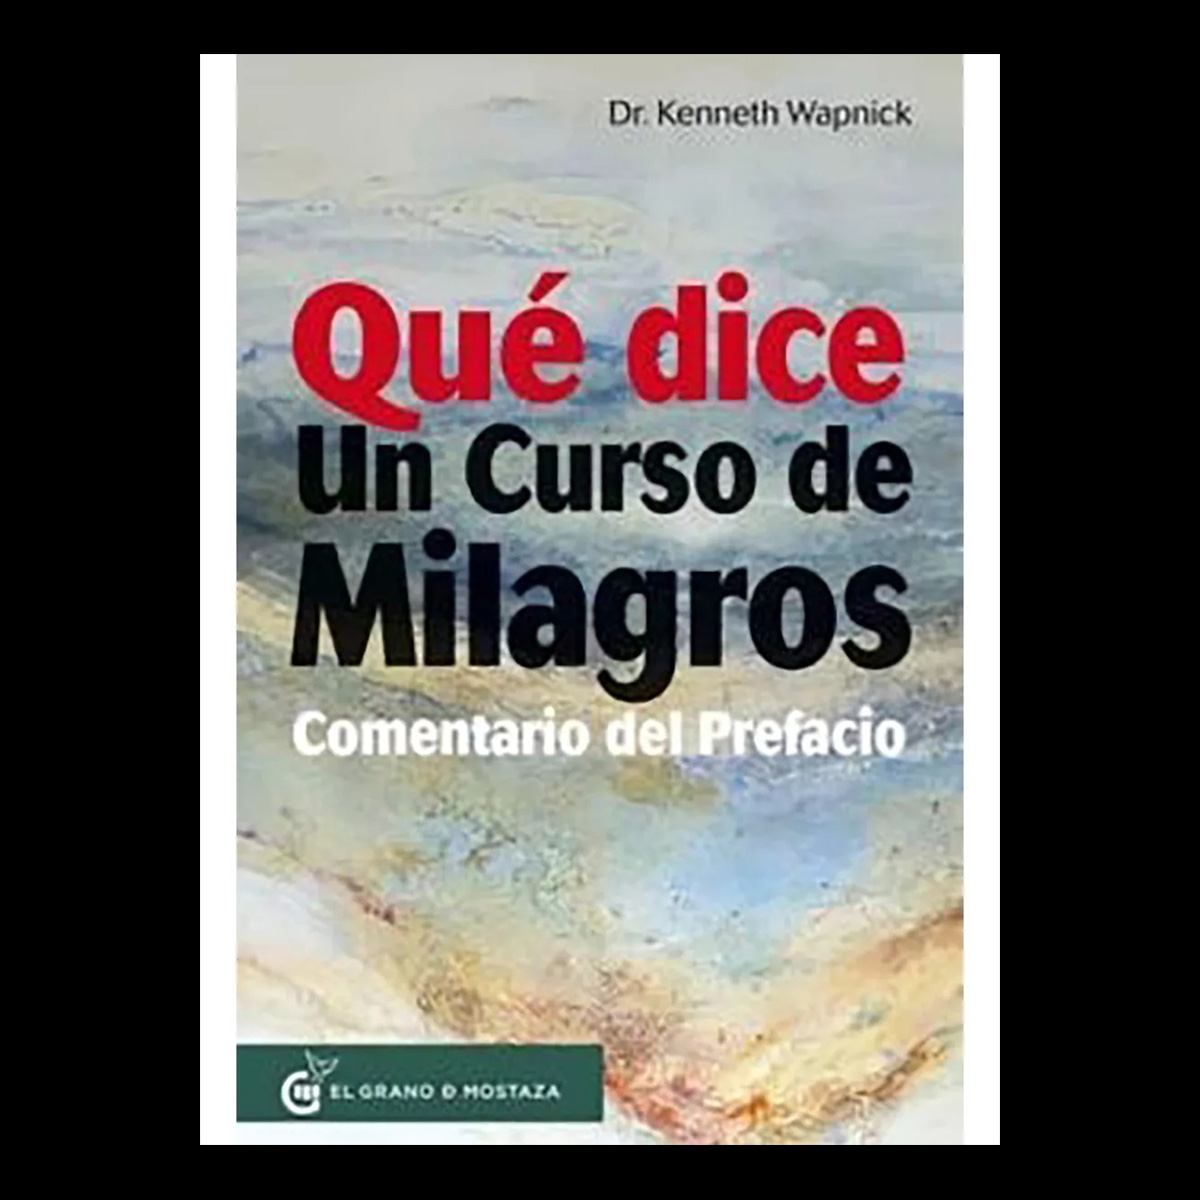 Dr. Kenneth Wapnick
Qué dice
Un Curso de
Milagros
Comentario del Prefacio
EL GRANO D MOSTAZA